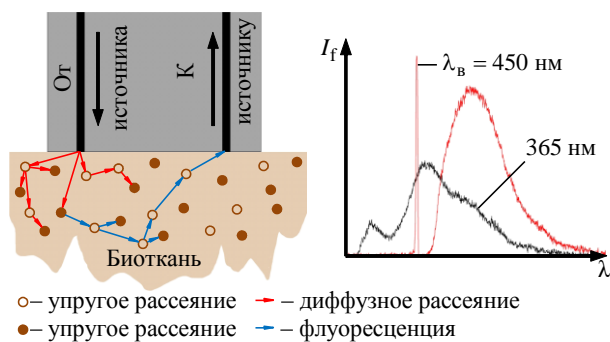 От
источника
К
источнику
Биоткань
I_f
λ_в = 450 нм
365 нм
λ
– упругое рассеяние
– диффузное рассеяние
– упругое рассеяние
– флуоресценция